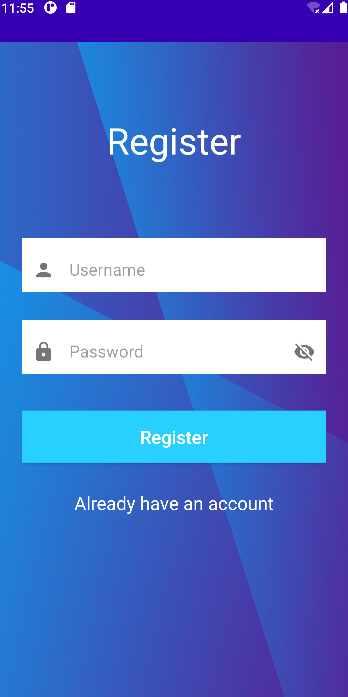 11:55
Register
Username
Password
Register
Already have an account